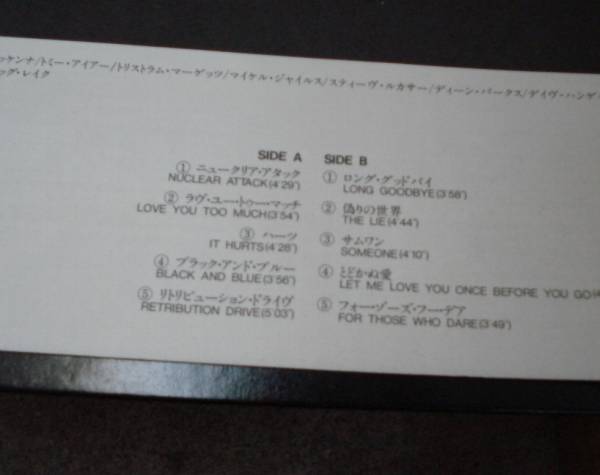 ッケンナ/トミー・アイアー/トリストラム・マーゲッツ/マイケル・ジャイルス/スティーヴ・ルカサー/ディーン・パークス/デイヴ・ハンゲ
ッグ・レイク
SIDE A
① ニュークリア・アタック
NUCLEAR ATTACK(4'29")
② ラヴ・ユー・トゥー・マッチ
LOVE YOU TOO MUCH(3'54")
③ ハーツ
IT HURTS(4'28")
④ ブラック・アンド・ブルー
BLACK AND BLUE(3'56")
⑤ リトリビューション・ドライヴ
RETRIBUTION DRIVE(5'03")
SIDE B
① ロング・グッドバイ
LONG GOODBYE(3'58")
② 偽りの世界
THE LIE(4'44")
③ サムワン
SOMEONE(4'10")
④ とどかぬ愛
LET ME LOVE YOU ONCE BEFORE YOU GO(4
⑤ フォー・ゾーズ・フー・デア
FOR THOSE WHO DARE(3'49")